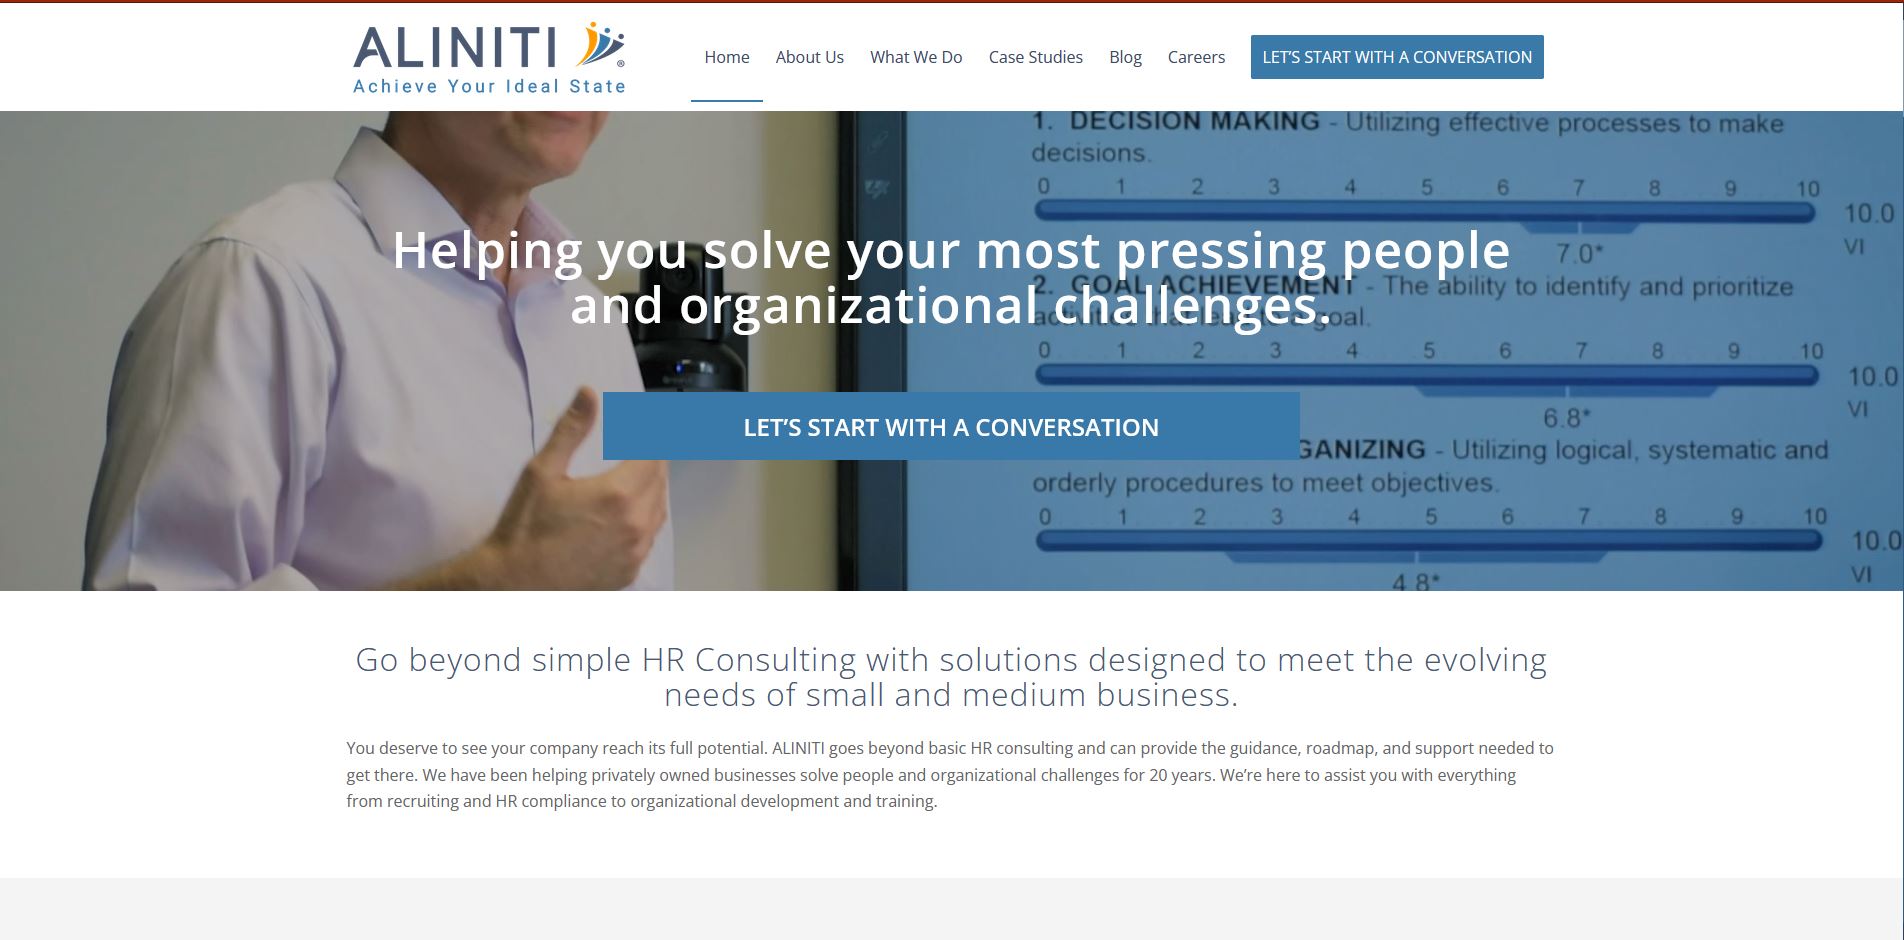 ALINITI
®
Achieve Your Ideal State
Home
About Us
What We Do
Case Studies
Blog
Careers
LET’S START WITH A CONVERSATION
1. DECISION MAKING - Utilizing effective processes to make
decisions.
0 1 2 3 4 5 6 7 8 9 10
10.0
7.0*
VI
Helping you solve your most pressing people
and organizational challenges.
2. GOAL ACHIEVEMENT - The ability to identify and prioritize
goal.
0 1 2 3 4 5 6 7 8 9 10
10.0
6.8*
VI
LET’S START WITH A CONVERSATION
GANIZING - Utilizing logical, systematic and
orderly procedures to meet objectives.
0 1 2 3 4 5 6 7 8 9 10
10.0
VI
4.8*
Go beyond simple HR Consulting with solutions designed to meet the evolving
needs of small and medium business.
You deserve to see your company reach its full potential. ALINITI goes beyond basic HR consulting and can provide the guidance, roadmap, and support needed to
get there. We have been helping privately owned businesses solve people and organizational challenges for 20 years. We’re here to assist you with everything
from recruiting and HR compliance to organizational development and training.